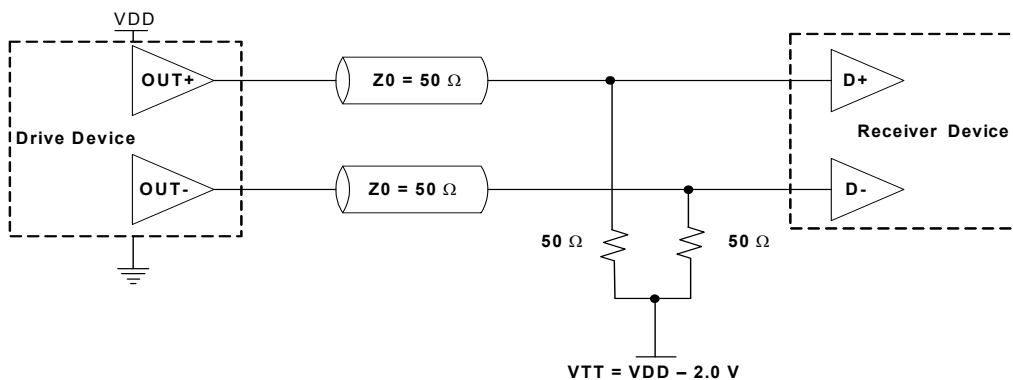 VDD
OUT+
Z0 = 50 Ω
D+
Drive Device
Receiver Device
OUT-
Z0 = 50 Ω
D-
50 Ω
50 Ω
VTT = VDD – 2.0 V